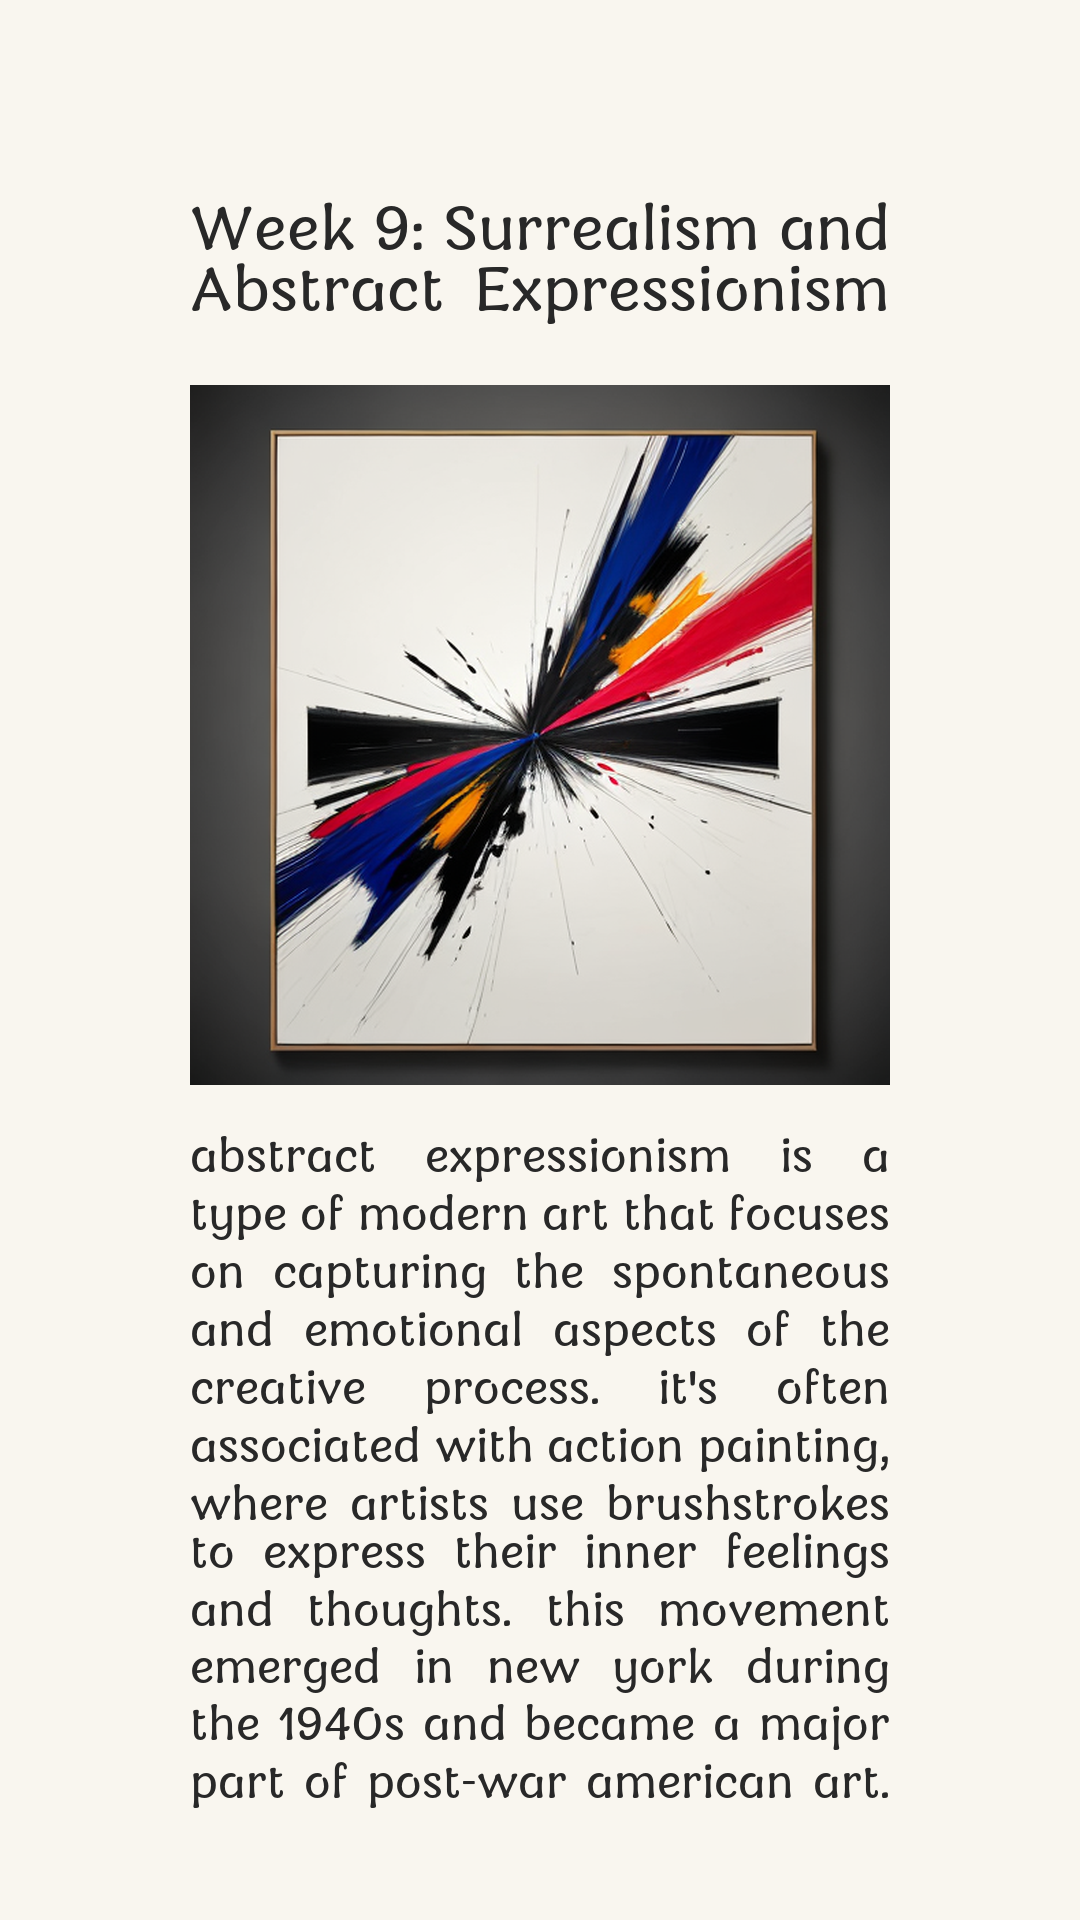 Week 9: Surrealism and
Abstract Expressionism
abstract expressionism is a
type of modern art that focuses
on capturing the spontaneous
and emotional aspects of the
creative process. it's often
associated with action painting,
where artists use brushstrokes
to express their inner feelings
and thoughts. this movement
emerged in new york during
the 1940s and became a major
part of post-war american art.